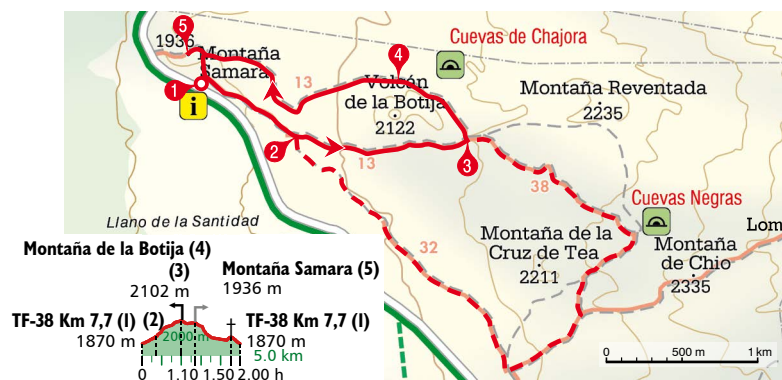 5
Cuevas de Chajora
1936
4
Montaña
Samara
13
Volcán
de la Botija
2122
Montaña Reventada
2235
1
i
2
13
3
38
Cuevas Negras
Llano de la Santidad
32
Montaña de la
Cruz de Tea
2211
Lom
Montaña
de Chio
2335
Montaña de la Botija (4)
(3)
2102 m
Montaña Samara (5)
1936 m
TF-38 Km 7,7 (I) (2)
1870 m
2000 m
TF-38 Km 7,7 (I)
1870 m
5.0 km
0 1.10 1.50 2.00 h
0 500 m 1 km